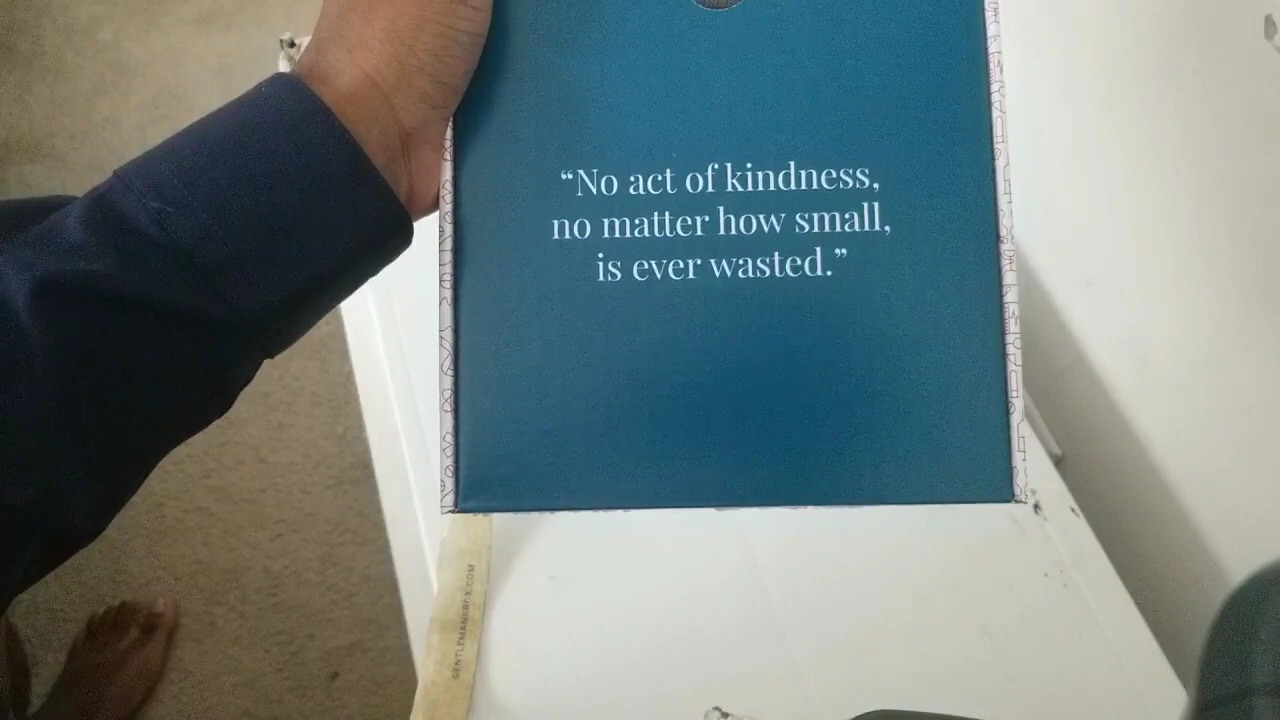 “No act of kindness,
no matter how small,
is ever wasted.”
GENTLEMANSBOX.COM